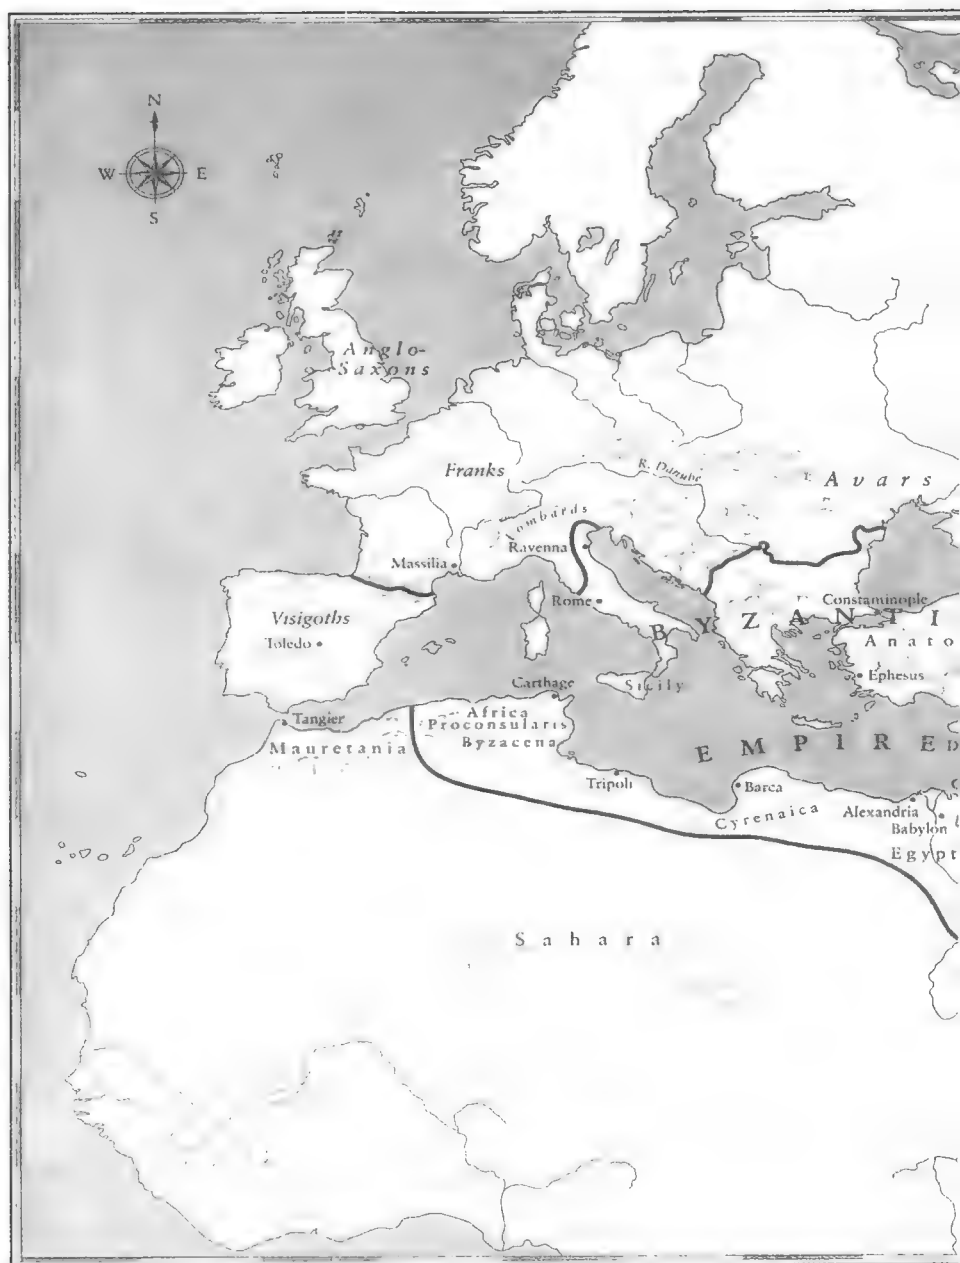 N
W E
S
Anglo-
Saxons
Franks
R. Danube
Avars
Lombards
Ravenna
Massilia
Rome
Constantinople
Visigoths
Toledo
BYZANTI
Anato
Ephesus
Sicily
Carthage
Tangier
Africa
Proconsularis
Byzacena
Mauretania
EMPIRE
D
Tripoli
Barca
Cyrenaica
Alexandria
Babylon
Egypt
Sahara